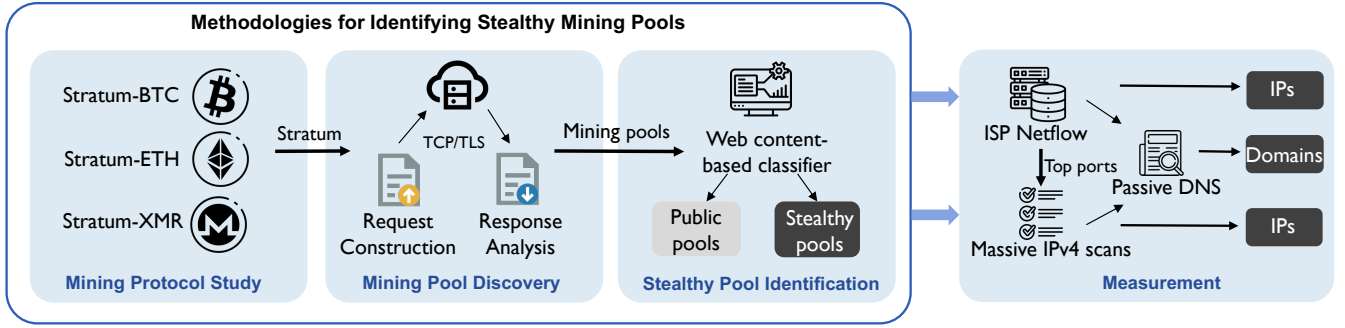 Methodologies for Identifying Stealthy Mining Pools
Stratum-BTC
Stratum-ETH
Stratum-XMR
Mining Protocol Study
Stratum
TCP/TLS
Request
Construction
Response
Analysis
Mining Pool Discovery
Mining pools
Web content-
based classifier
Public
pools
Stealthy
pools
Stealthy Pool Identification
ISP Netflow
Top ports
Massive IPv4 scans
Passive DNS
IPs
Domains
IPs
Measurement